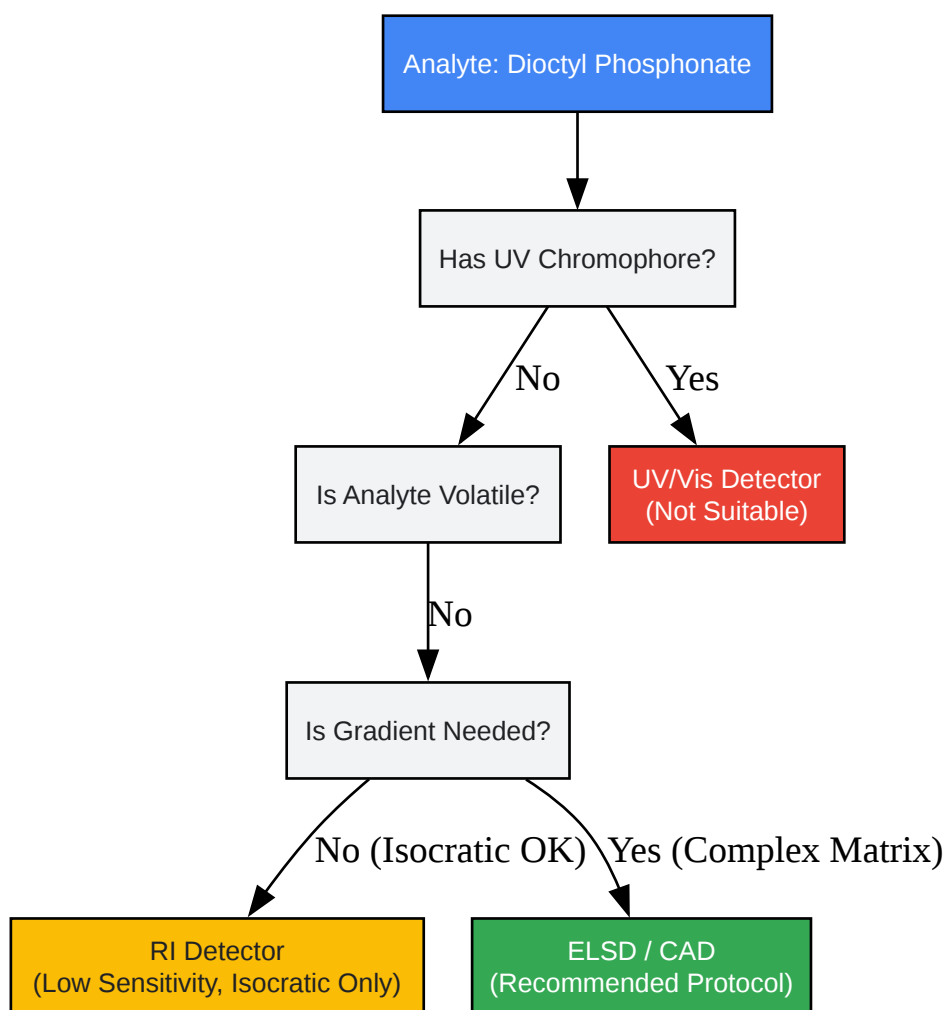 Analyte: Dioctyl Phosphonate
Has UV Chromophore?
No
Yes
Is Analyte Volatile?
UV/Vis Detector
(Not Suitable)
No
Is Gradient Needed?
No (Isocratic OK)
Yes (Complex Matrix)
RI Detector
(Low Sensitivity, Isocratic Only)
ELSD / CAD
(Recommended Protocol)